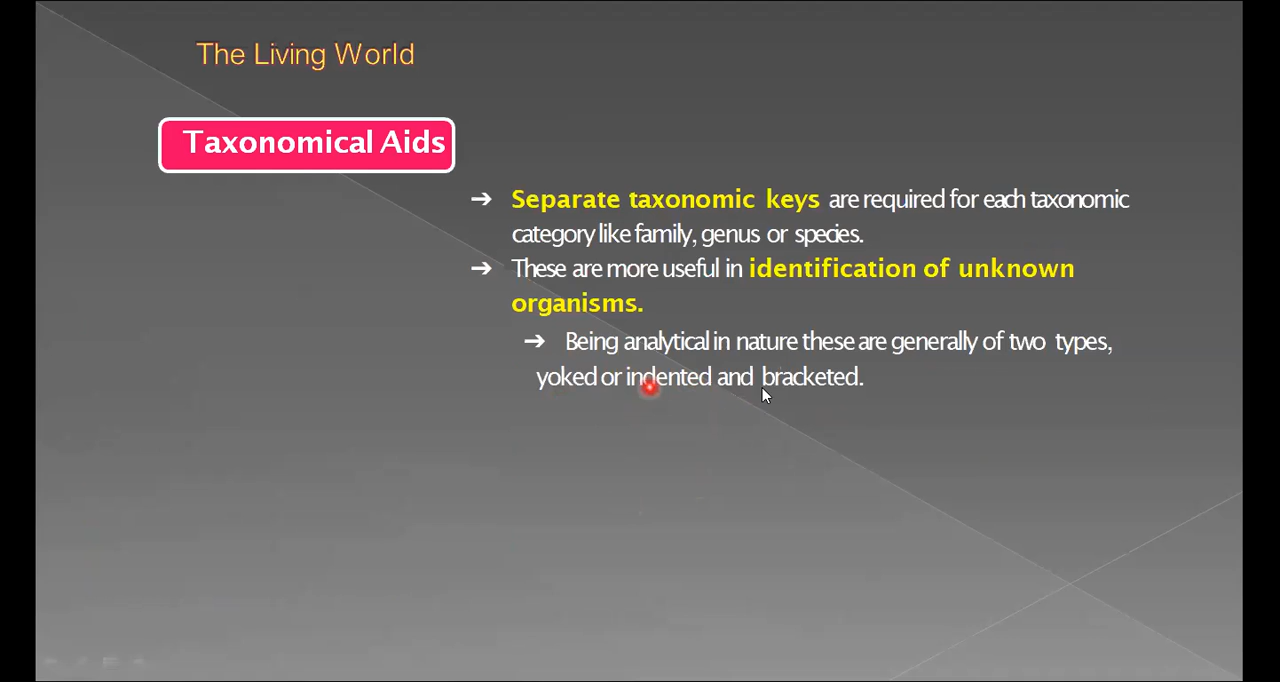 The Living World
Taxonomical Aids
➔ Separate taxonomic keys are required for each taxonomic
category like family, genus or species.
➔ These are more useful in identification of unknown
organisms.
➔ Being analytical in nature these are generally of two types,
yoked or indented and bracketed.